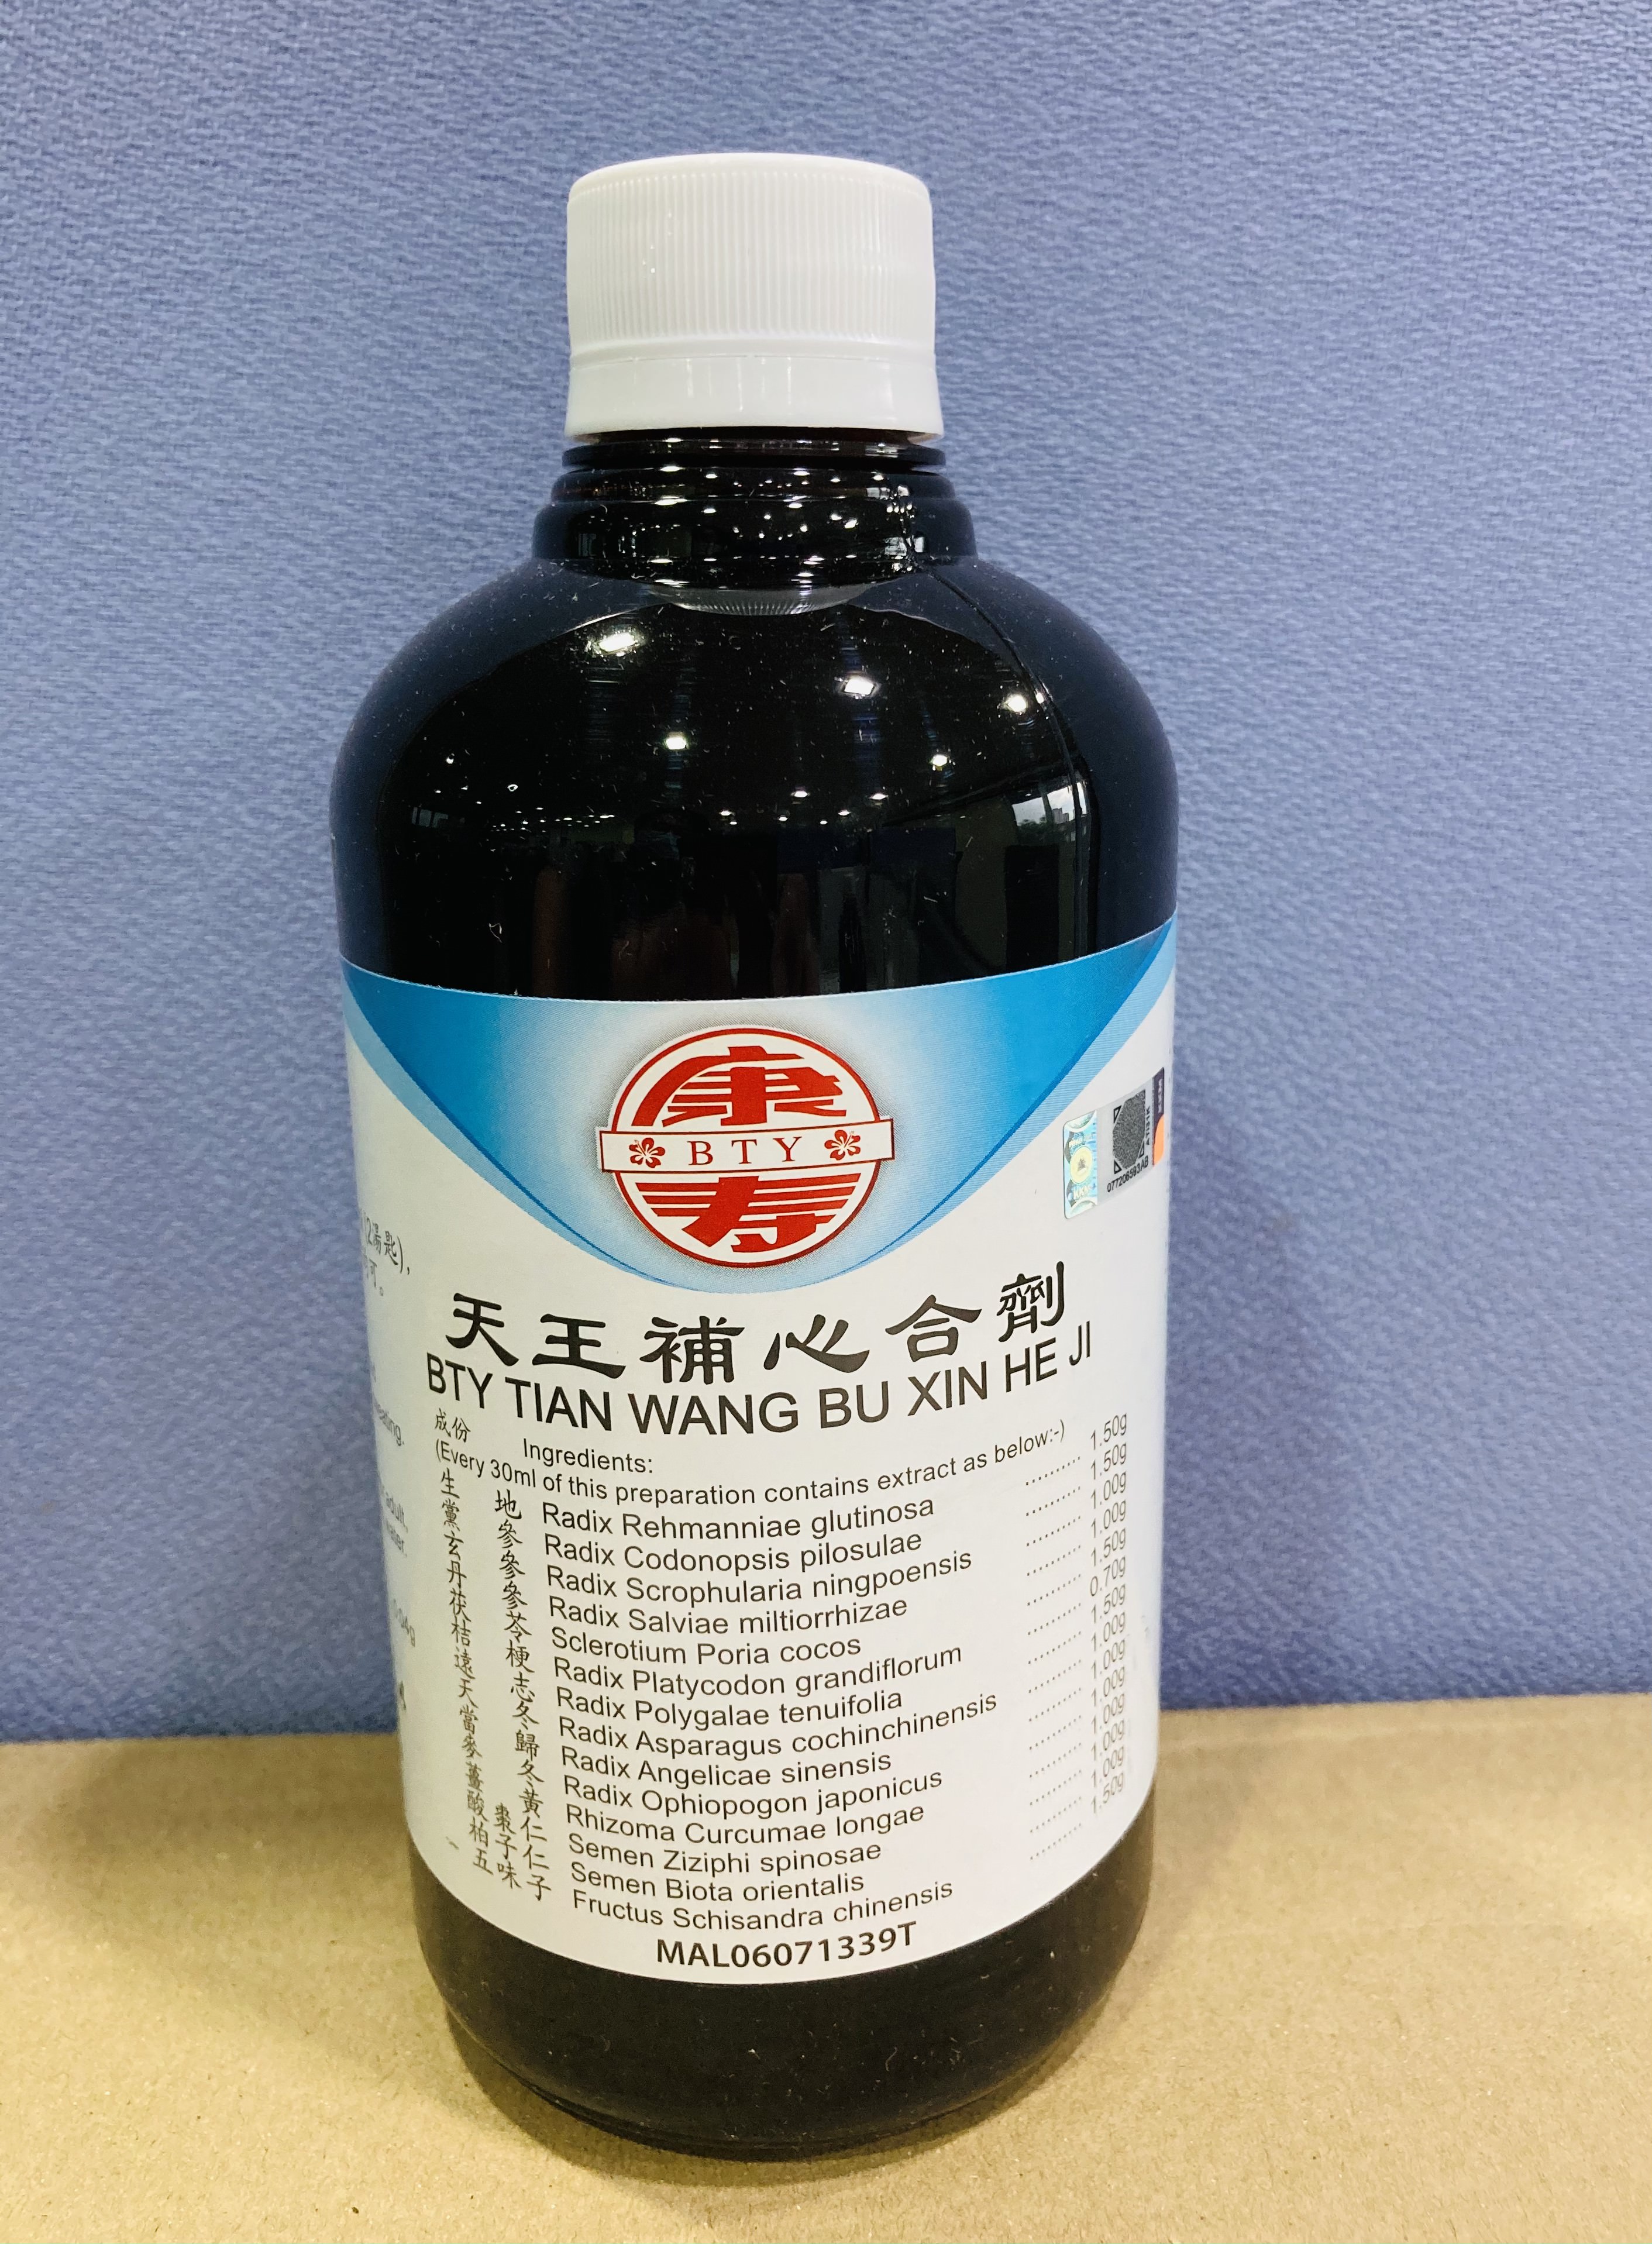 康
BTY
寿
077206593AB
(2湯匙),
可。
天王補心合劑
BTY TIAN WANG BU XIN HE JI
成份 Ingredients:
(Every 30ml of this preparation contains extract as below:-)
生地 Radix Rehmanniae glutinosa .......... 1.50g
黨參 Radix Codonopsis pilosulae .......... 1.50g
玄參 Radix Scrophularia ningpoensis .......... 1.00g
丹參 Radix Salviae miltiorrhizae .......... 1.00g
茯苓 Sclerotium Poria cocos .......... 1.50g
桔梗 Radix Platycodon grandiflorum .......... 0.70g
遠志 Radix Polygalae tenuifolia .......... 1.50g
天冬 Radix Asparagus cochinchinensis .......... 1.00g
當歸 Radix Angelicae sinensis .......... 1.00g
麥冬 Radix Ophiopogon japonicus .......... 1.00g
薑黃 Rhizoma Curcumae longae .......... 1.00g
酸棗仁 Semen Ziziphi spinosae .......... 1.00g
柏子仁 Semen Biota orientalis .......... 1.00g
五味子 Fructus Schisandra chinensis .......... 1.50g
MAL06071339T